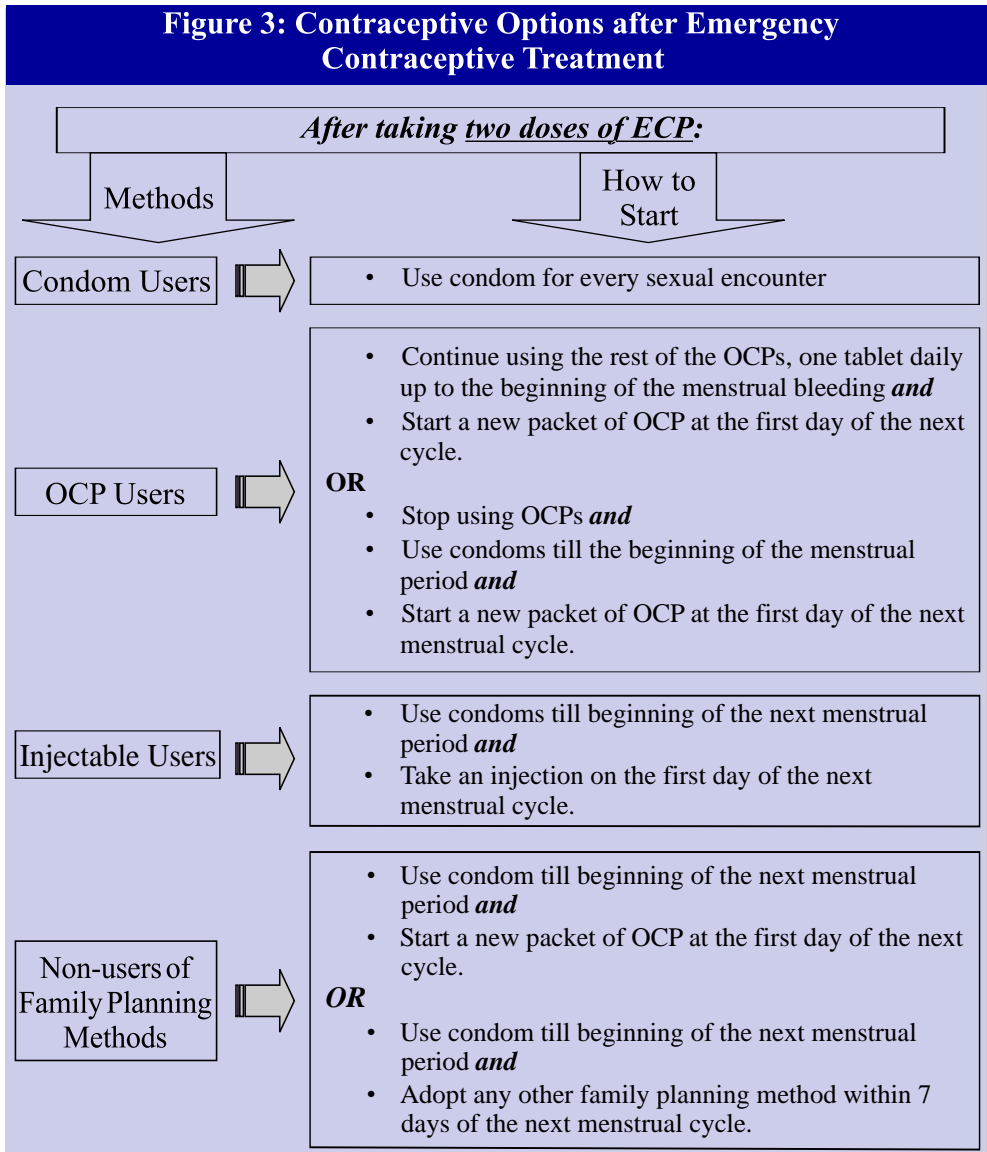 Figure 3: Contraceptive Options after Emergency
Contraceptive Treatment
After taking two doses of ECP:
Methods
How to
Start
Condom Users
• Use condom for every sexual encounter
OCP Users
• Continue using the rest of the OCPs, one tablet daily
up to the beginning of the menstrual bleeding and
• Start a new packet of OCP at the first day of the next
cycle.
OR
• Stop using OCPs and
• Use condoms till the beginning of the menstrual
period and
• Start a new packet of OCP at the first day of the next
menstrual cycle.
Injectable Users
• Use condoms till beginning of the next menstrual
period and
• Take an injection on the first day of the next
menstrual cycle.
Non-users of
Family Planning
Methods
• Use condom till beginning of the next menstrual
period and
• Start a new packet of OCP at the first day of the next
cycle.
OR
• Use condom till beginning of the next menstrual
period and
• Adopt any other family planning method within 7
days of the next menstrual cycle.